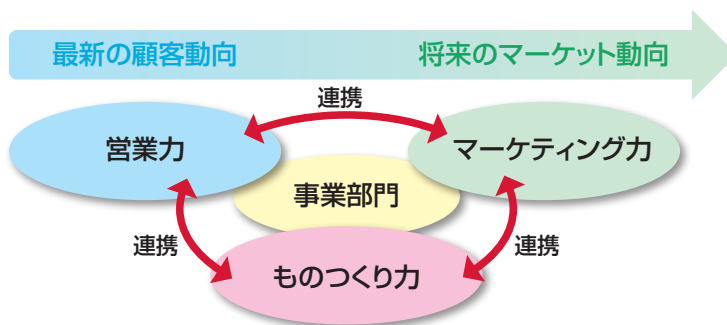 最新の顧客動向
将来のマーケット動向
連携
営業力
マーケティング力
事業部門
連携
連携
ものつくり力